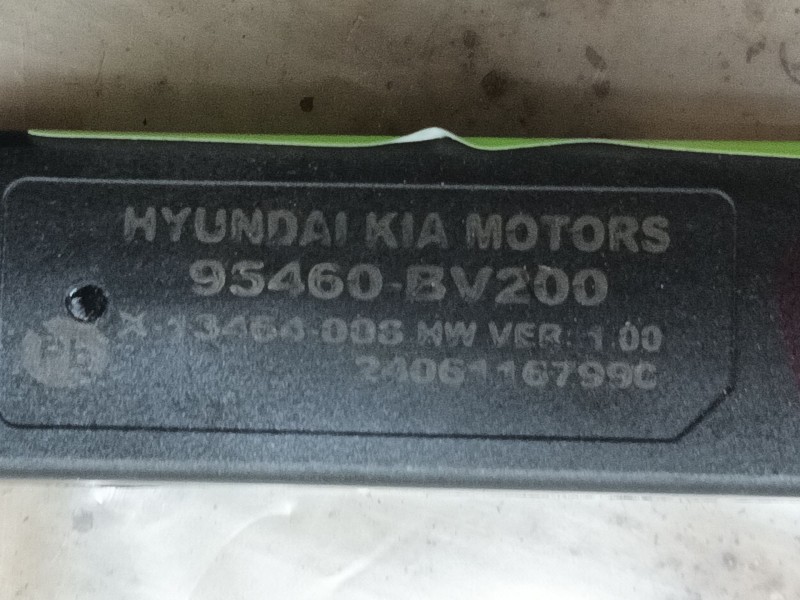 HYUNDAI KIA MOTORS
95460-BV200
X-13464-008 HW VER: 1.00
24061167990